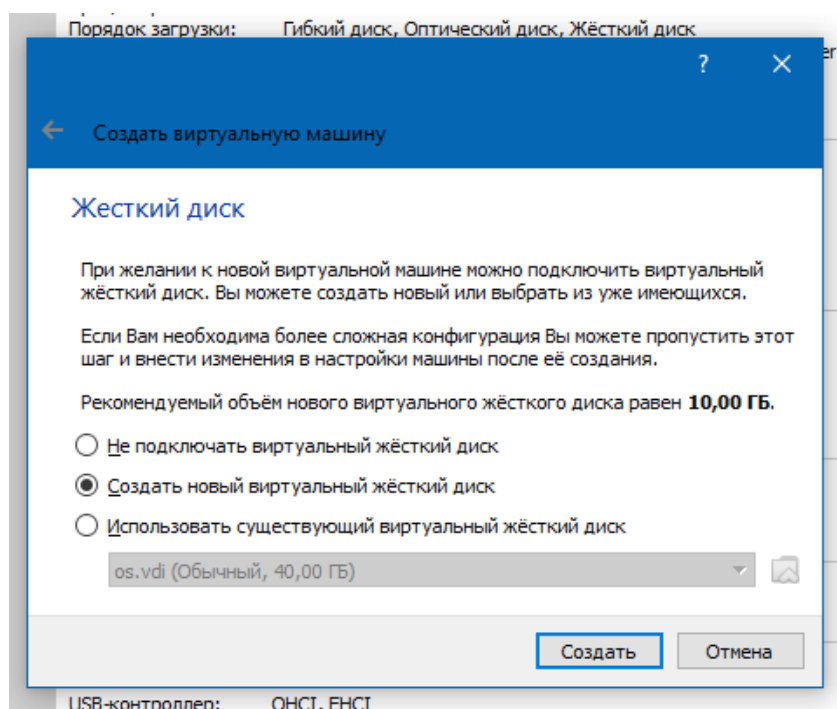 Порядок загрузки: Гибкий диск, Оптический диск, Жёсткий диск
er
?
Создать виртуальную машину
Жесткий диск
При желании к новой виртуальной машине можно подключить виртуальный
жёсткий диск. Вы можете создать новый или выбрать из уже имеющихся.
Если Вам необходима более сложная конфигурация Вы можете пропустить этот
шаг и внести изменения в настройки машины после её создания.
Рекомендуемый объём нового виртуального жёсткого диска равен 10,00 ГБ.
Не подключать виртуальный жёсткий диск
Создать новый виртуальный жёсткий диск
Использовать существующий виртуальный жёсткий диск
os.vdi (Обычный, 40,00 ГБ)
Создать Отмена
USB-контроллер: OHCI, EHCI